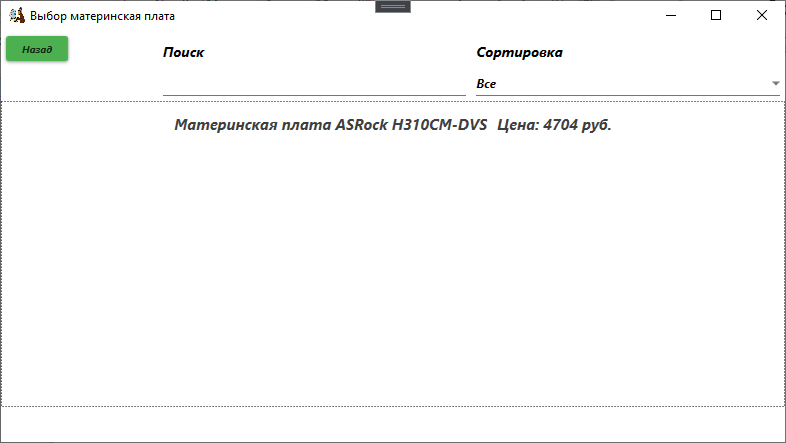 Выбор материнская плата
Назад
Поиск
Сортировка
Все
Материнская плата ASRock H310CM-DVS Цена: 4704 руб.